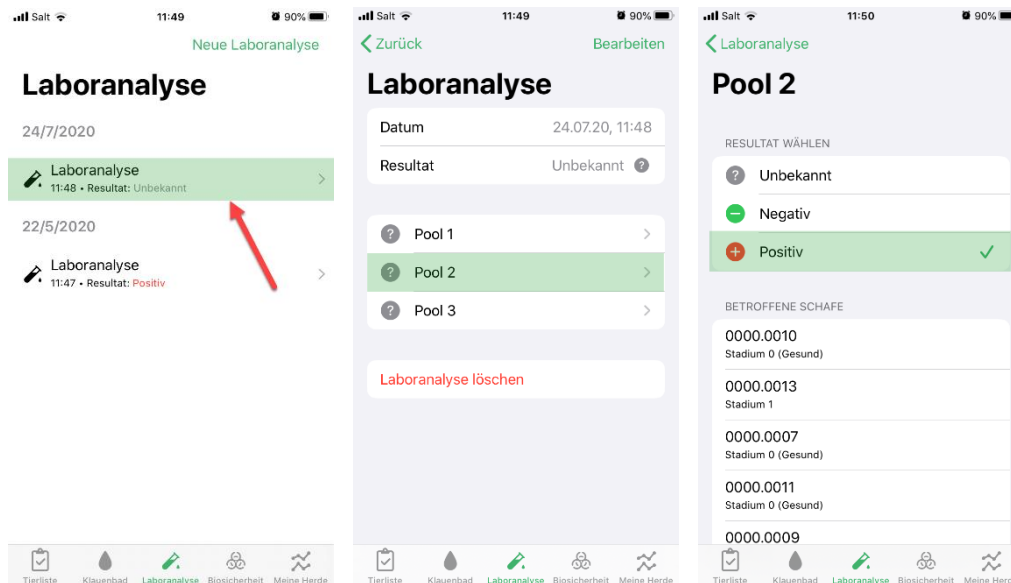 Salt 11:49 90%
Neue Laboranalyse
Laboranalyse
24/7/2020
Laboranalyse
11:48 • Resultat: Unbekannt
22/5/2020
Laboranalyse
11:47 • Resultat: Positiv
Tierliste Klauenbad Laboranalyse Biosicherheit Meine Herde
Salt 11:49 90%
Zurück Bearbeiten
Laboranalyse
Datum 24.07.20, 11:48
Resultat Unbekannt ?
? Pool 1
? Pool 2
? Pool 3
Laboranalyse löschen
Tierliste Klauenbad Laboranalyse Biosicherheit Meine Herde
Salt 11:50 90%
Laboranalyse
Pool 2
RESULTAT WÄHLEN
? Unbekannt
Negativ
Positiv
BETROFFENE SCHAFE
0000.0010
Stadium 0 (Gesund)
0000.0013
Stadium 1
0000.0007
Stadium 0 (Gesund)
0000.0011
Stadium 0 (Gesund)
0000.0009
Tierliste Klauenbad Laboranalyse Biosicherheit Meine Herde